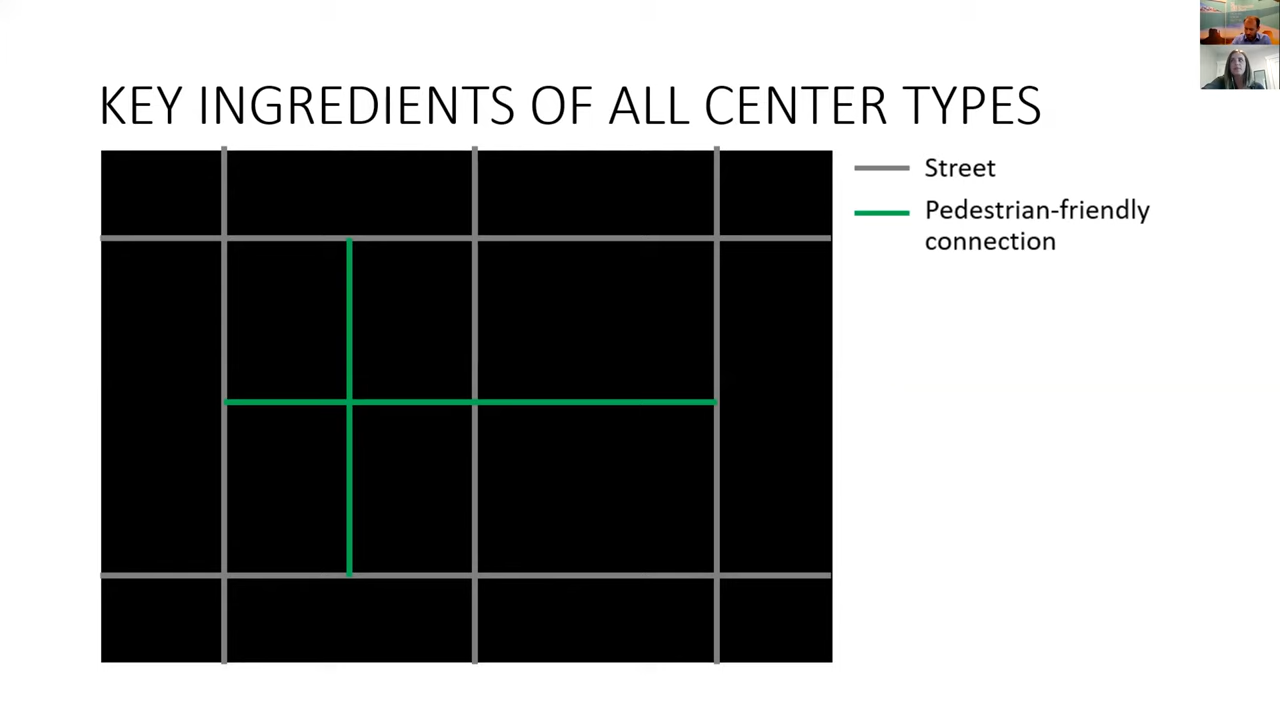 KEY INGREDIENTS OF ALL CENTER TYPES
Street
Pedestrian-friendly
connection